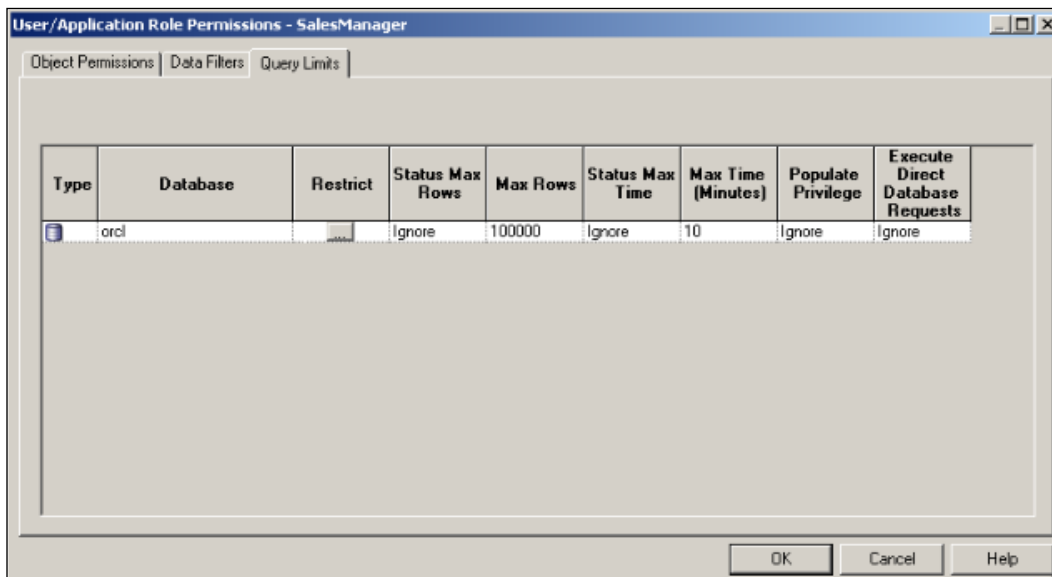 User/Application Role Permissions - SalesManager
Object Permissions
Data Filters
Query Limits
Type
Database
Restrict
Status Max
Rows
Max Rows
Status Max
Time
Max Time
(Minutes)
Populate
Privilege
Execute
Direct
Database
Requests
orcl
...
Ignore
100000
Ignore
10
Ignore
Ignore
OK
Cancel
Help